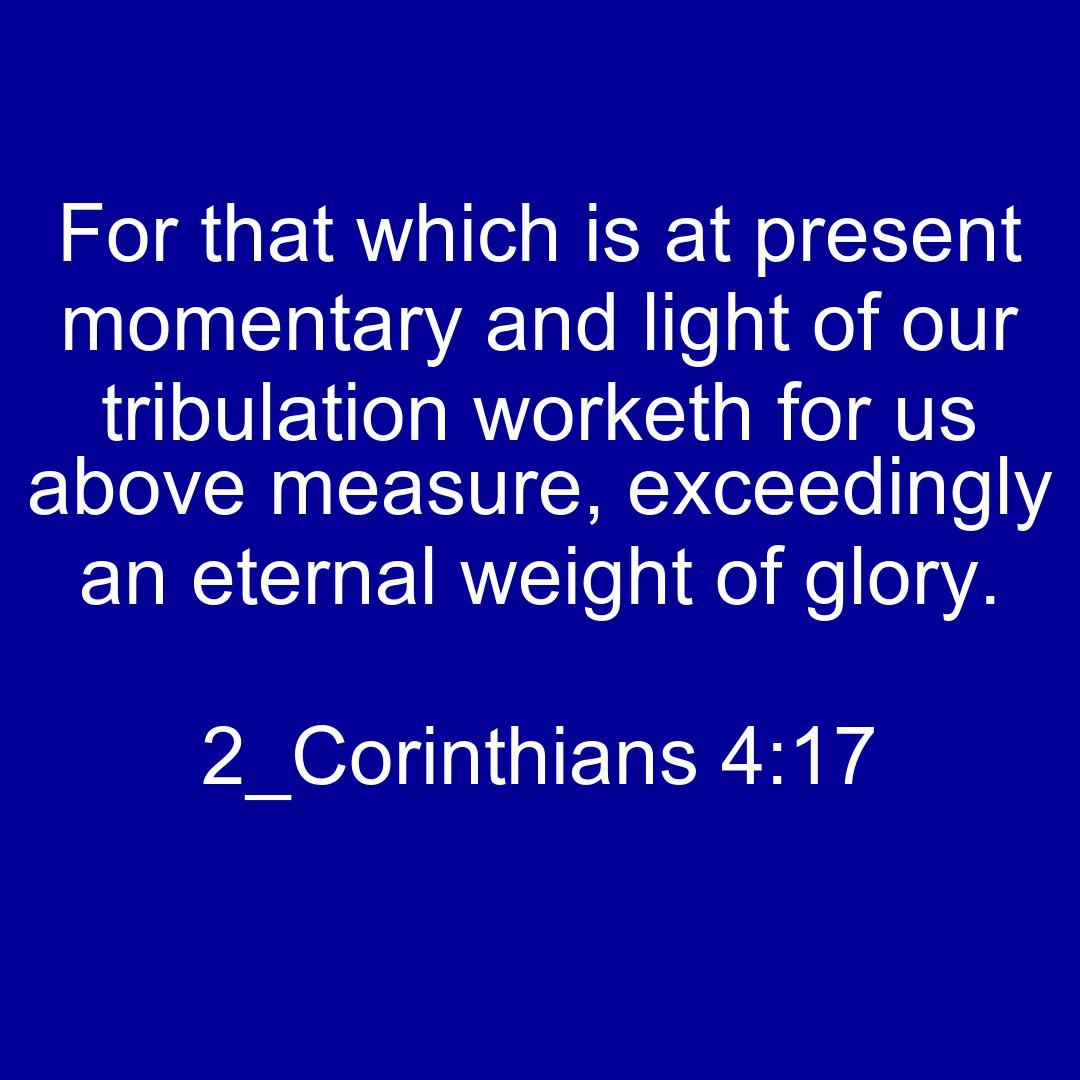 For that which is at present
momentary and light of our
tribulation worketh for us
above measure, exceedingly
an eternal weight of glory.
2_Corinthians 4:17